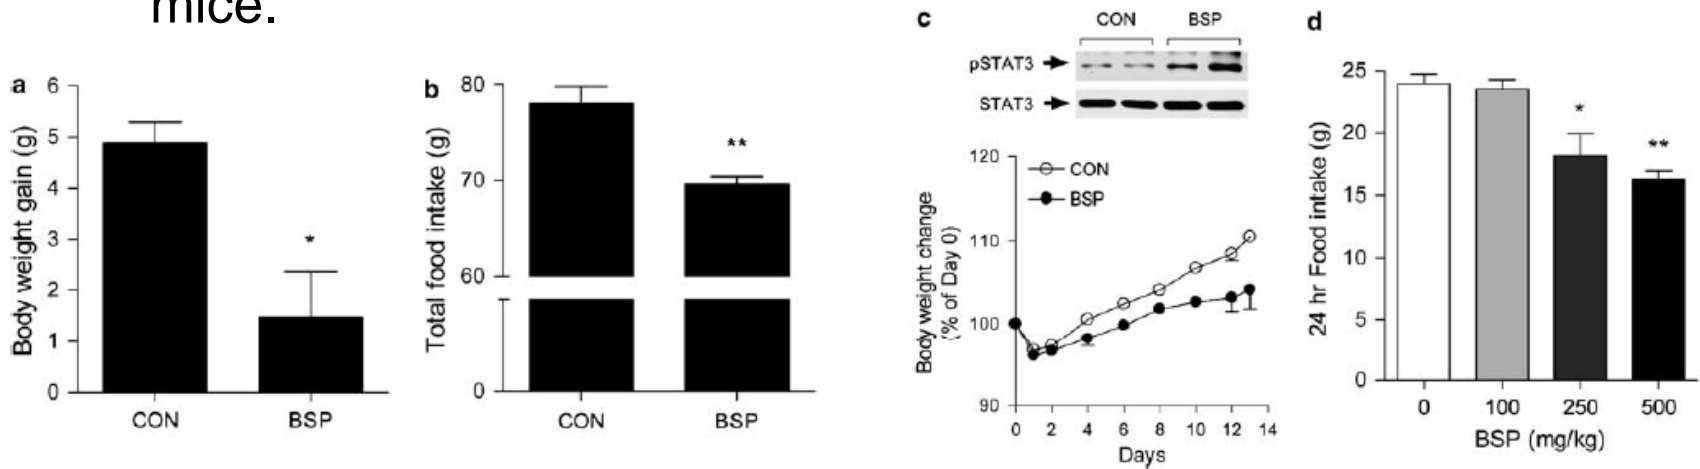 mice.
a
Body weight gain (g)
6
5
4
3
2
1
0
*
CON BSP
b
Total food intake (g)
80
70
60
0
**
CON BSP
c
CON BSP
pSTAT3
STAT3
Body weight change
(% of Day 0)
120
110
100
90
CON
BSP
0 2 4 6 8 10 12 14
Days
d
24 hr Food intake (g)
25
20
15
10
5
0
*
**
0 100 250 500
BSP (mg/kg)